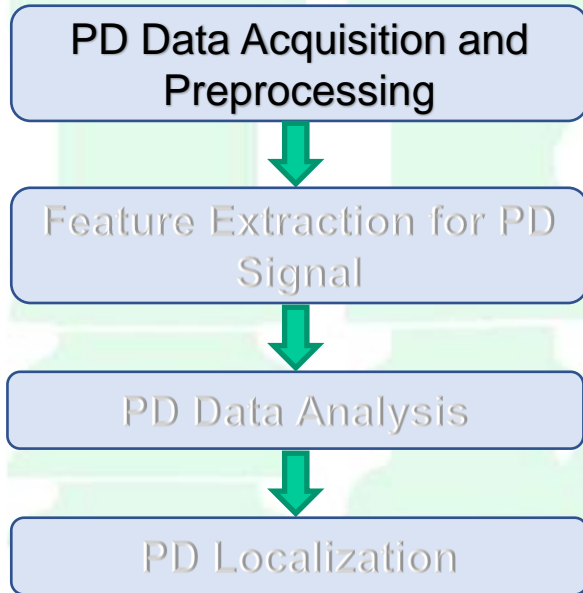 PD Data Acquisition and
Preprocessing
Feature Extraction for PD
Signal
PD Data Analysis
PD Localization